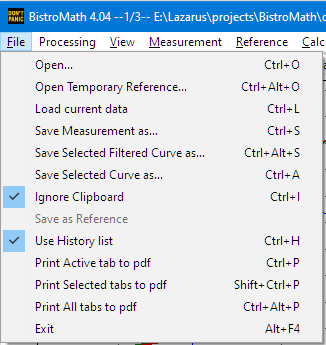 DON'T PANIC BistroMath 4.04 --1/3-- E:\Lazarus\projects\BistroMath\
File Processing View Measurement Reference Calc
Open... Ctrl+O
Open Temporary Reference... Ctrl+Alt+O
Load current data Ctrl+L
Save Measurement as... Ctrl+S
Save Selected Filtered Curve as... Ctrl+Alt+S
Save Selected Curve as... Ctrl+A
Ignore Clipboard Ctrl+I
Save as Reference
Use History list Ctrl+H
Print Active tab to pdf Ctrl+P
Print Selected tabs to pdf Shift+Ctrl+P
Print All tabs to pdf Ctrl+Alt+P
Exit Alt+F4